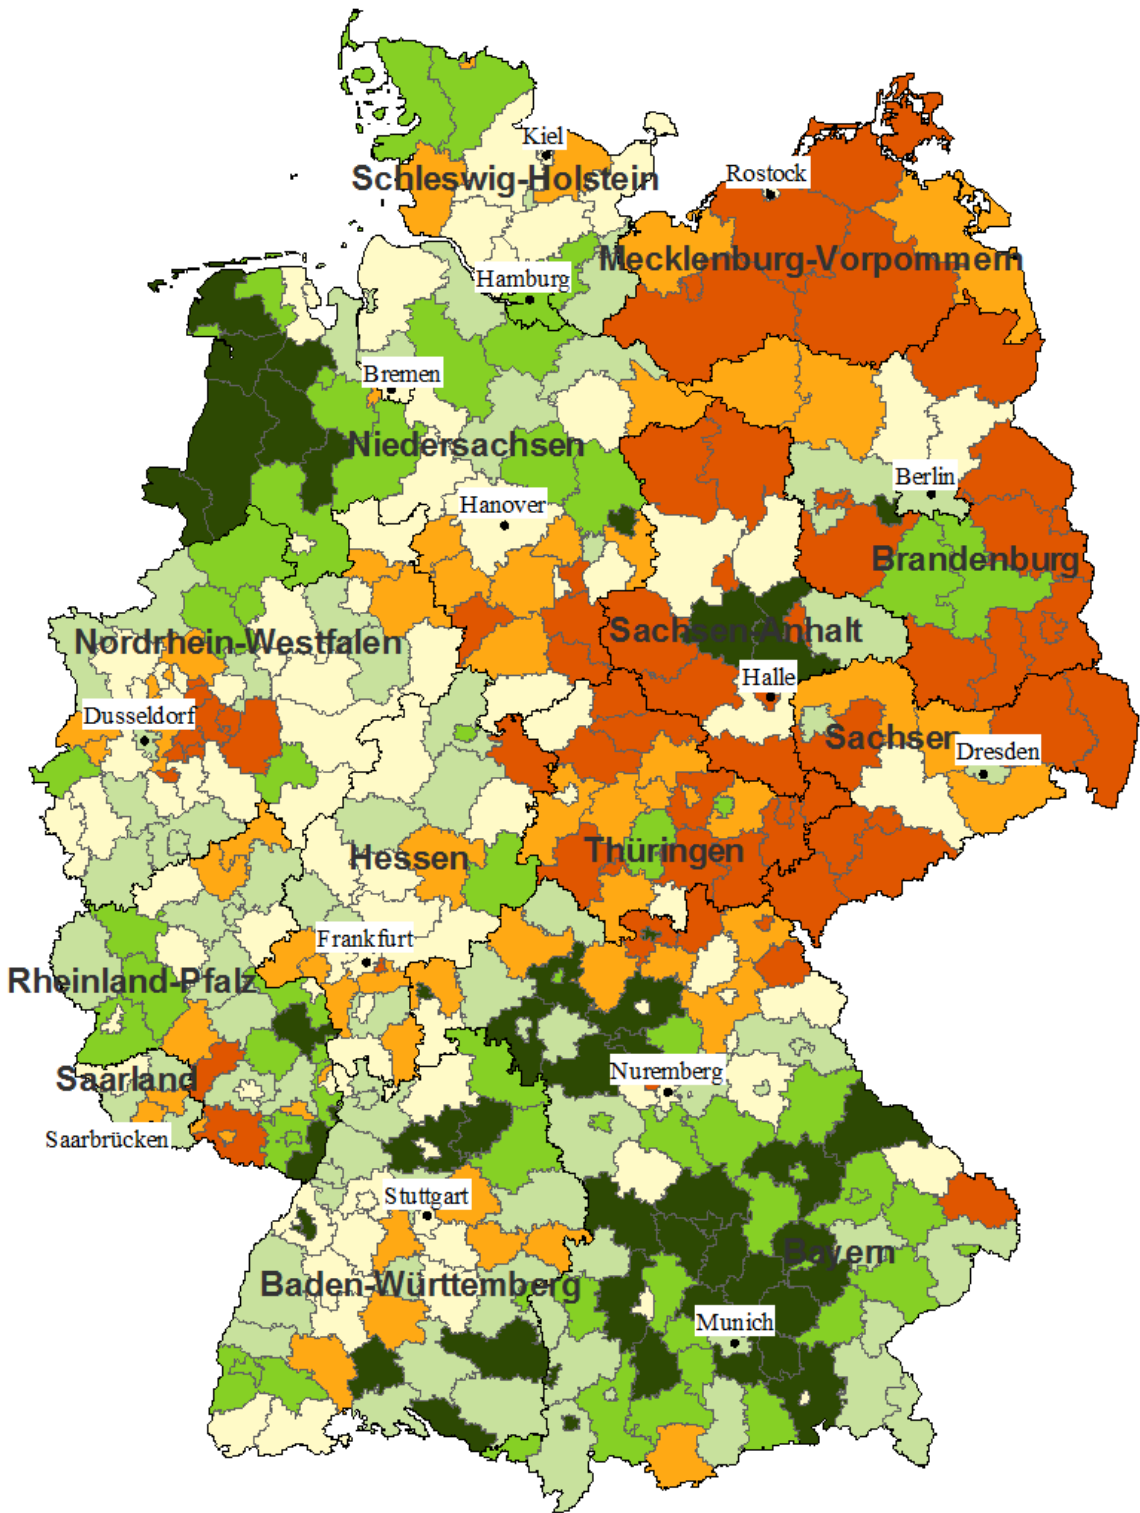 Kiel
Schleswig-Holstein
Rostock
Mecklenburg-Vorpommern
Hamburg
Bremen
Niedersachsen
Berlin
Hanover
Brandenburg
Nordrhein-Westfalen
Sachsen-Anhalt
Halle
Dusseldorf
Sachsen
Dresden
Hessen
Thüringen
Frankfurt
Rheinland-Pfalz
Saarland
Nuremberg
Saarbrücken
Stuttgart
Bayern
Baden-Württemberg
Munich